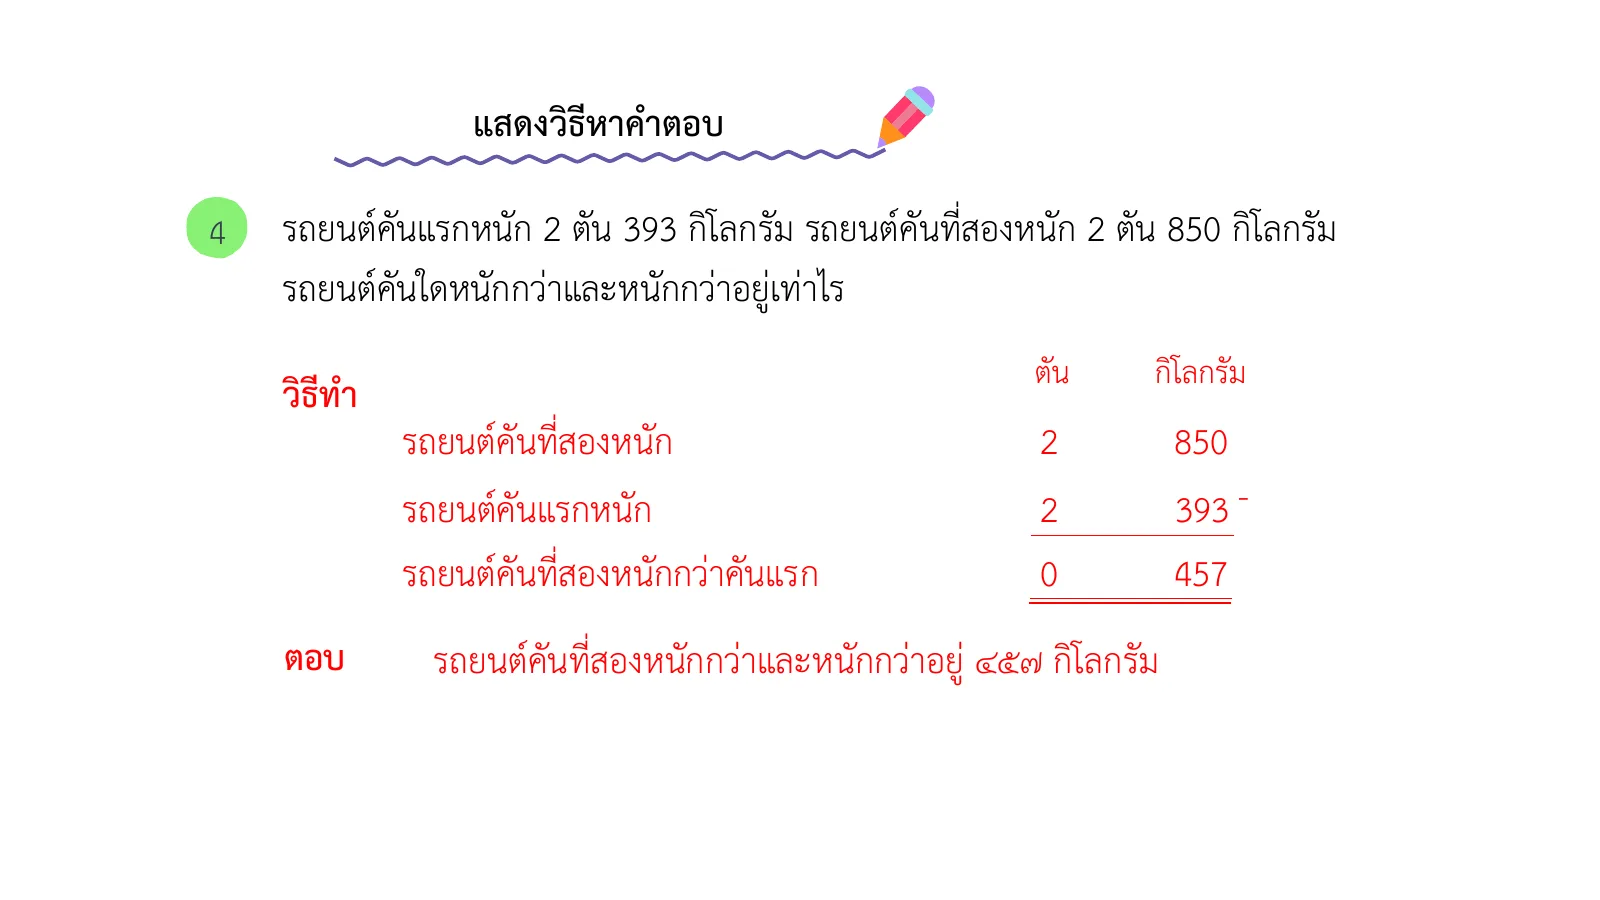 แสดงวิธีหาคำตอบ
4 รถยนต์คันแรกหนัก 2 ตัน 393 กิโลกรัม รถยนต์คันที่สองหนัก 2 ตัน 850 กิโลกรัม
รถยนต์คันใดหนักกว่าและหนักกว่าอยู่เท่าไร
ตัน กิโลกรัม
วิธีทำ
รถยนต์คันที่สองหนัก 2 850
รถยนต์คันแรกหนัก 2 393 -
รถยนต์คันที่สองหนักกว่าคันแรก 0 457
ตอบ รถยนต์คันที่สองหนักกว่าและหนักกว่าอยู่ ๔๕๗ กิโลกรัม